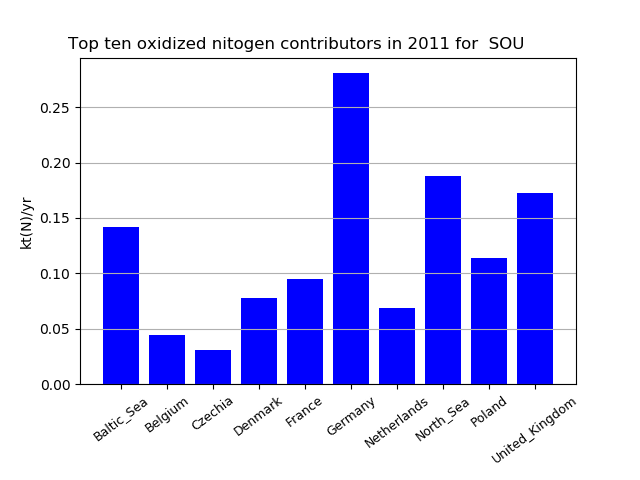 Top ten oxidized nitogen contributors in 2011 for  SOU
kt(N)/yr
0.25
0.20
0.15
0.10
0.05
0.00
Baltic_Sea
Belgium
Czechia
Denmark
France
Germany
Netherlands
North_Sea
Poland
United_Kingdom